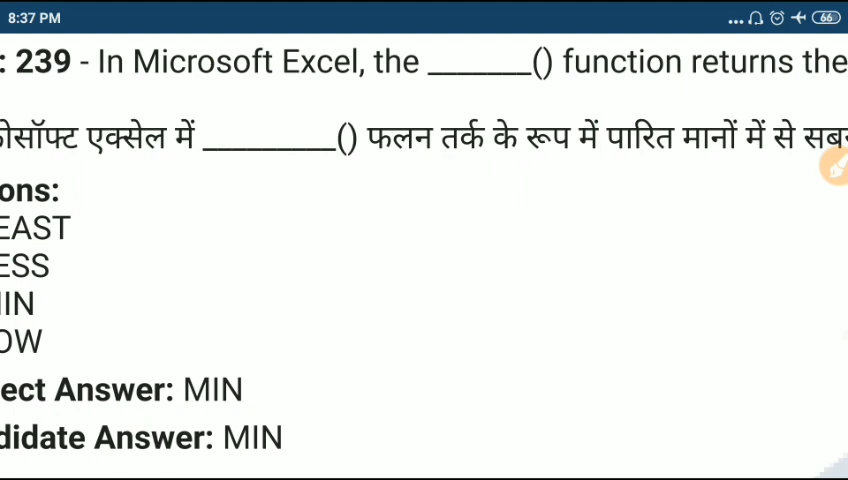 8:37 PM
66
: 239 - In Microsoft Excel, the _______() function returns the
सॉफ्ट एक्सेल में _________() फलन तर्क के रूप में पारित मानों में से
ons:
EAST
ESS
IN
OW
ect Answer: MIN
didate Answer: MIN